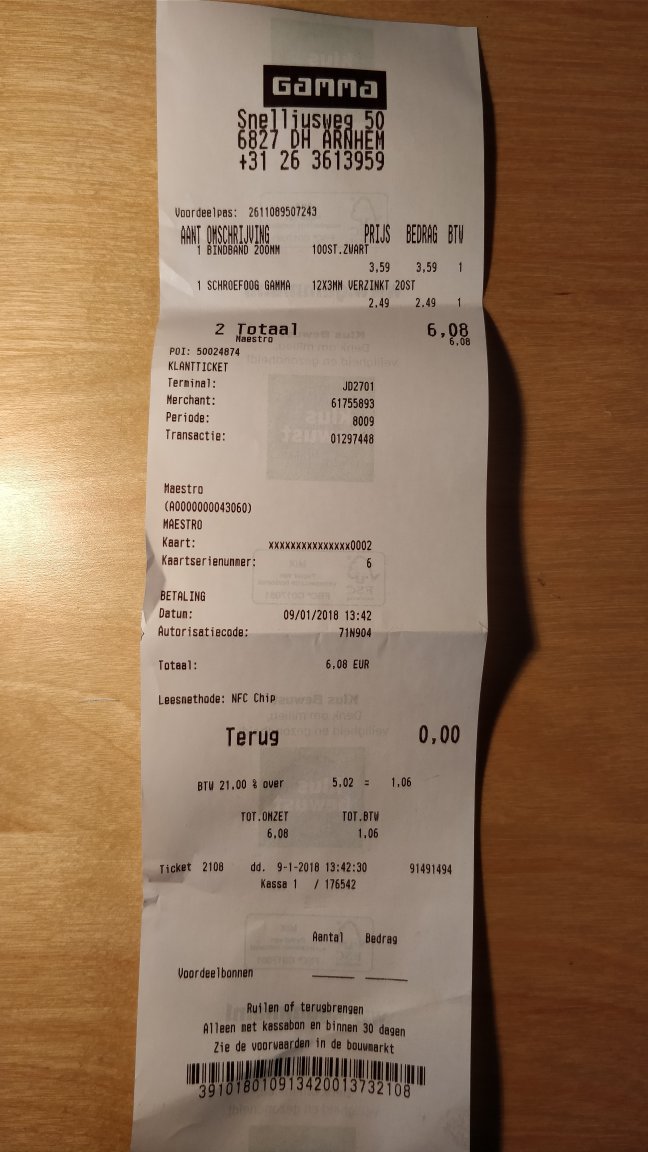 GAMMA
Snelliusweg 50
6827 DH ARNHEM
+31 26 3613959
Voordeelpas: 2611089507243
AANT OMSCHRIJVING PRIJS BEDRAG BTW
1 BINDBAND 200MM 100ST.ZWART
3,59 3,59 1
1 SCHROEFOOG GAMMA 12X3MM VERZINKT 20ST
2,49 2,49 1
2 Totaal 6,08
Maestro 6,08
POI: 50024874
KLANTTICKET
Terminal: JD2701
Merchant: 61755893
Periode: 8009
Transactie: 01297448
Maestro
(A0000000043060)
MAESTRO
Kaart: xxxxxxxxxxxxxxx0002
Kaartserienummer: 6
BETALING
Datum: 09/01/2018 13:42
Autorisatiecode: 71N904
Totaal: 6,08 EUR
Leesmethode: NFC Chip
Terug 0,00
BTW 21.00 % over 5,02 = 1,06
TOT.OMZET TOT.BTW
6,08 1,06
Ticket 2108 dd. 9-1-2018 13:42:30 91491494
Kassa 1 / 176542
Aantal Bedrag
Voordeelbonnen
Ruilen of terugbrengen
Alleen met kassabon en binnen 30 dagen
Zie de voorwaarden in de bouwmarkt
391018010913420013732108